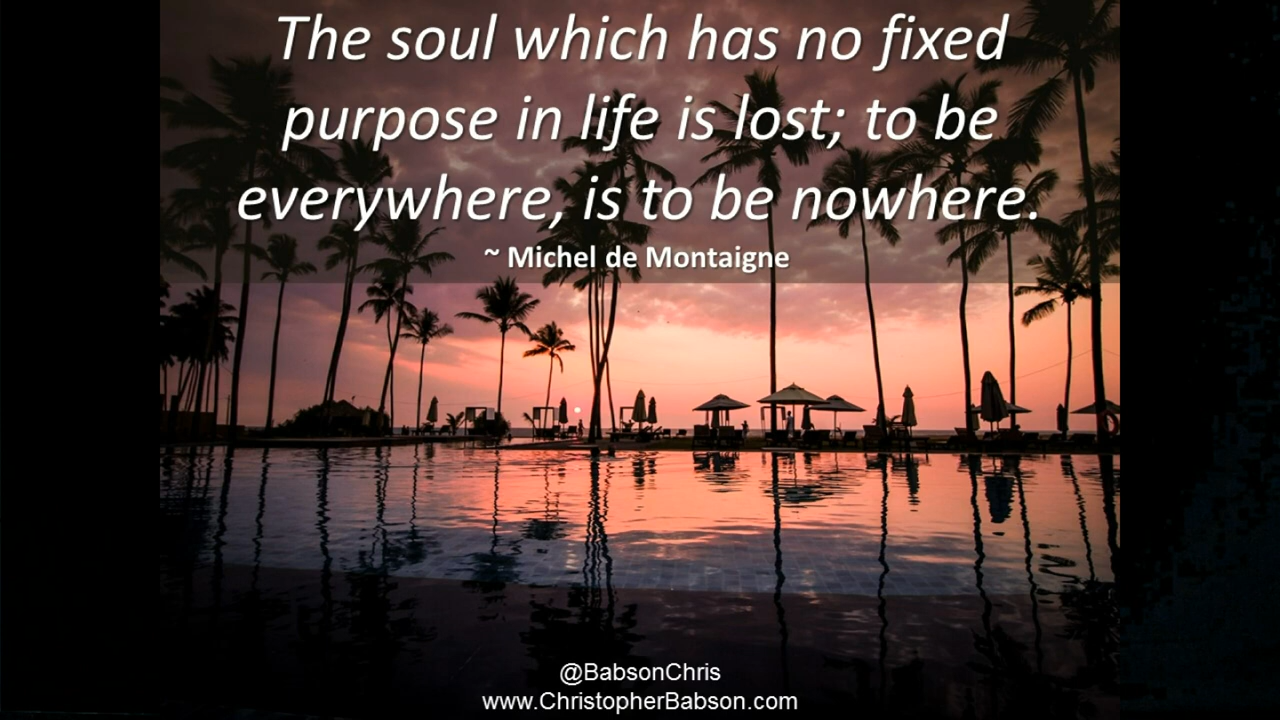 The soul which has no fixed
purpose in life is lost; to be
everywhere, is to be nowhere.
~ Michel de Montaigne
@BabsonChris
www.ChristopherBabson.com